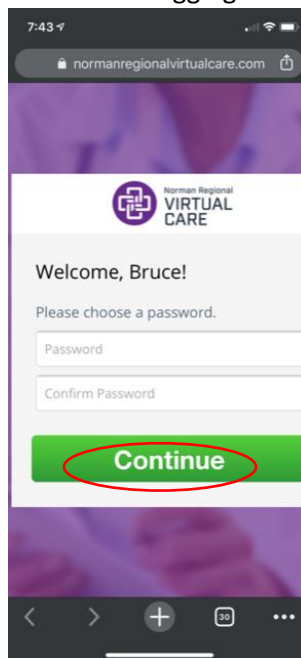 7:43
normanregionalvirtualcare.com
Norman Regional
VIRTUAL
CARE
Welcome, Bruce!
Please choose a password.
Password
Confirm Password
Continue
30